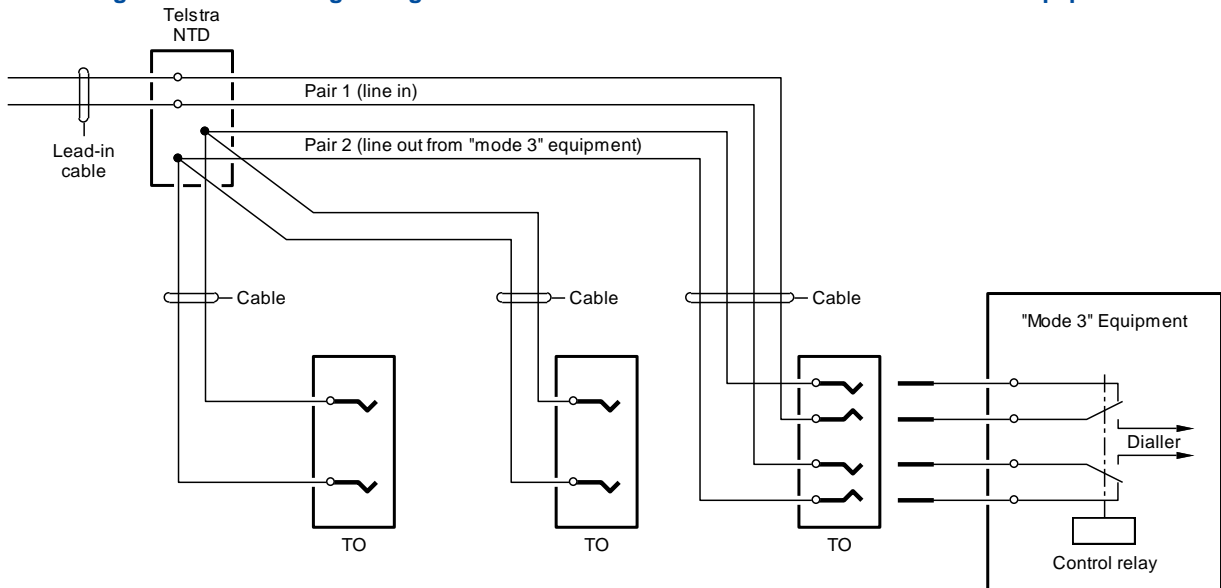 Telstra
NTD
Pair 1 (line in)
Pair 2 (line out from "mode 3" equipment)
Lead-in
cable
Cable
Cable
Cable
"Mode 3" Equipment
Dialler
Control relay
TO
TO
TO